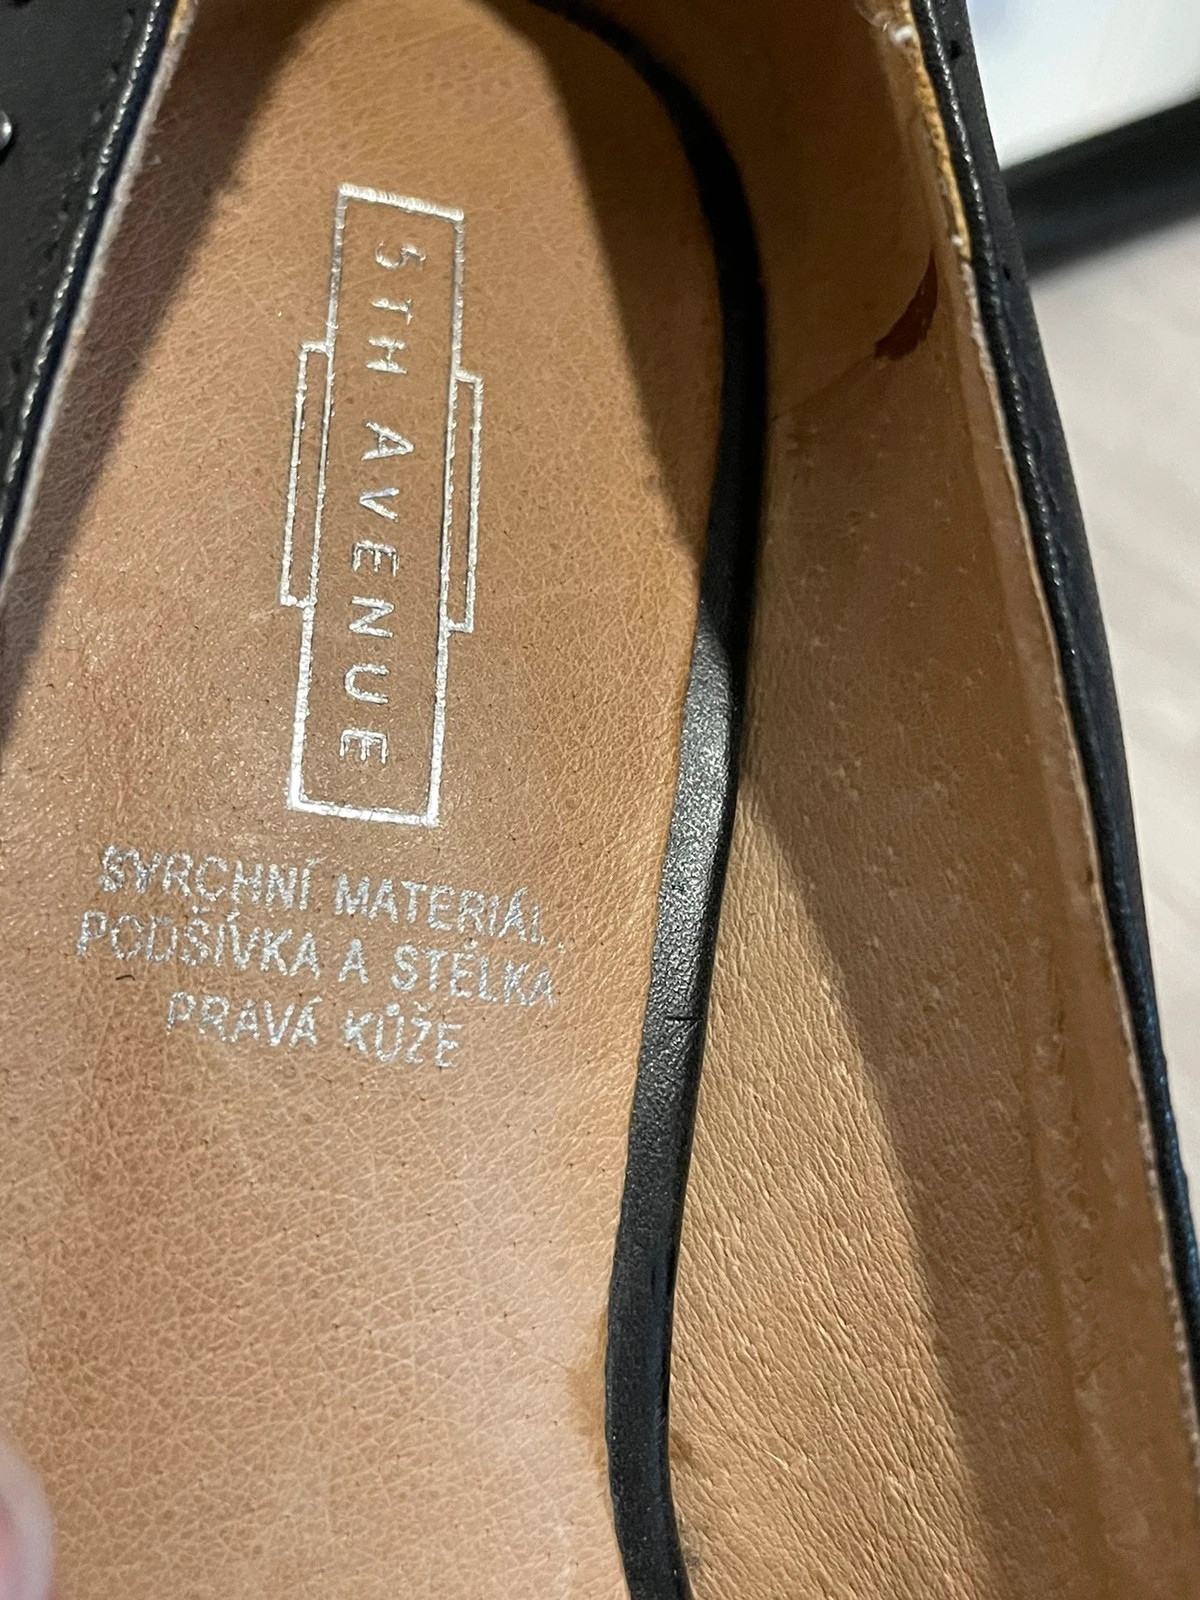 5TH AVENUE
SVRCHNÍ MATERIÁL,
PODŠÍVKA A STÉLKA
PRAVÁ KŮŽE